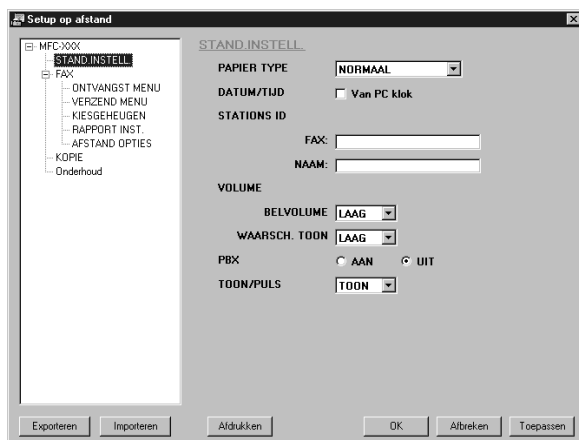 Setup op afstand
MFC-XXX
STAND.INSTELL.
FAX
ONTVANGST MENU
VERZEND MENU
KIESGEHEUGEN
RAPPORT INST.
AFSTAND OPTIES
KOPIE
Onderhoud
STAND.INSTELL.
PAPIER TYPE NORMAAL
DATUM/TIJD Van PC klok
STATIONS ID
FAX:
NAAM:
VOLUME
BELVOLUME LAAG
WAARSCH. TOON LAAG
PBX AAN UIT
TOON/PULS TOON
Exporteren Importeren Afdrukken OK Afbreken Toepassen